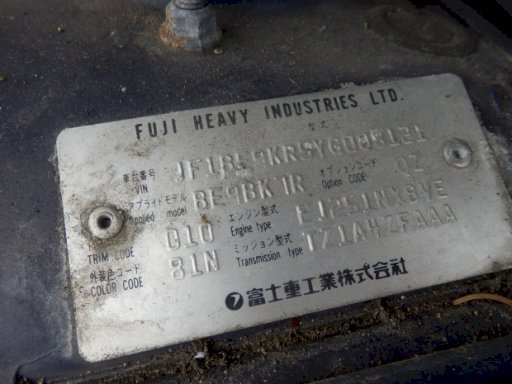 FUJI HEAVY INDUSTRIES LTD.
型式
車台番号 VIN
アプライドモデル Applied model BE9BK7R オプションコード Option code OZ
TRIM CODE 010 エンジン型式 Engine type EJ251NXBVE
外装色コード COLOR CODE 81N ミッション型式 Transmission type TZ1A4ZFAAA
富士重工業株式会社